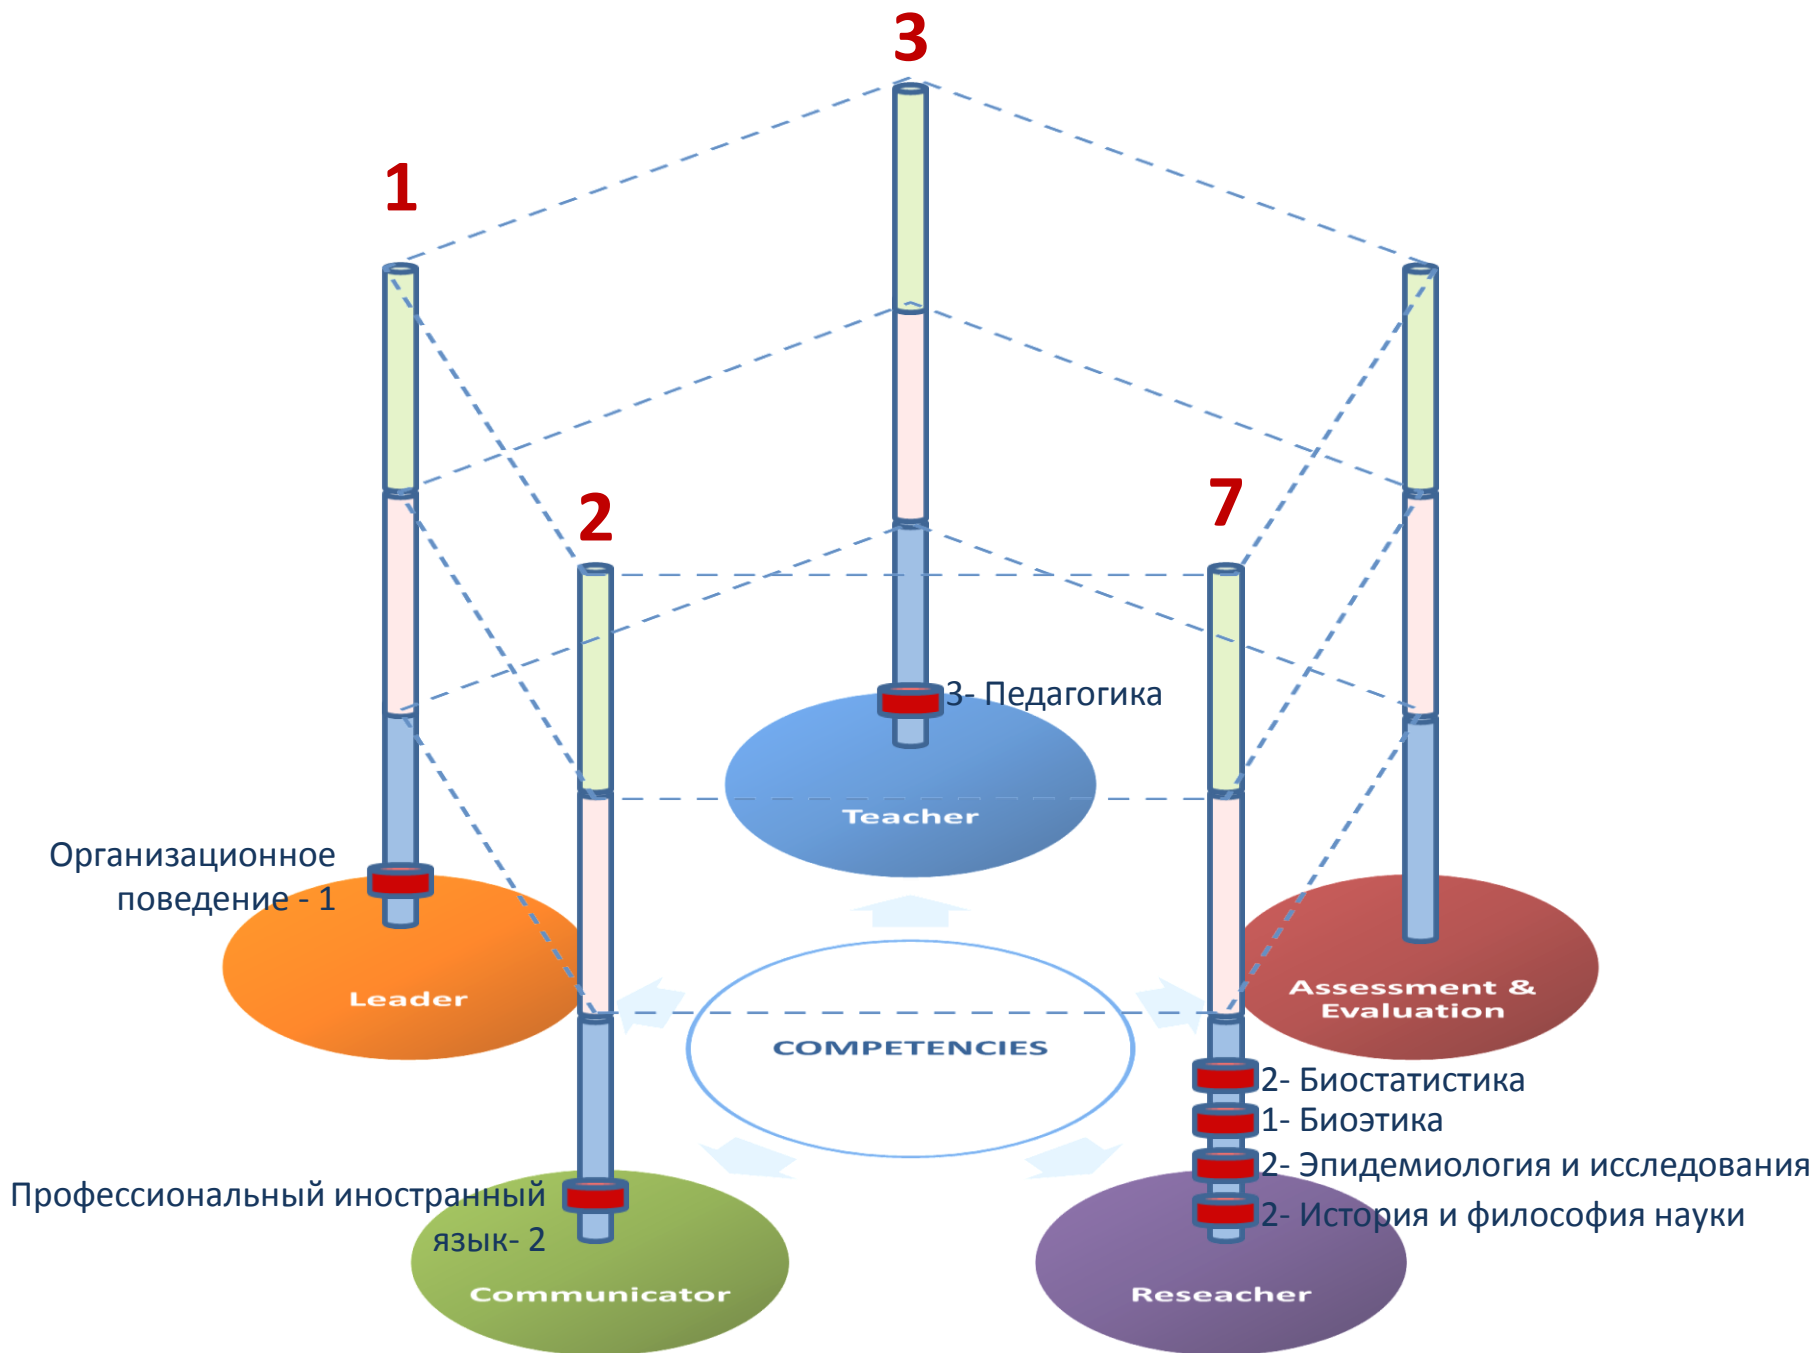 3
1
2
7
3- Педагогика
Teacher
Организационное
поведение - 1
Leader
Assessment &
Evaluation
COMPETENCIES
2- Биостатистика
1- Биоэтика
2- Эпидемиология и исследования
2- История и философия науки
Профессиональный иностранный
язык- 2
Communicator
Reseacher